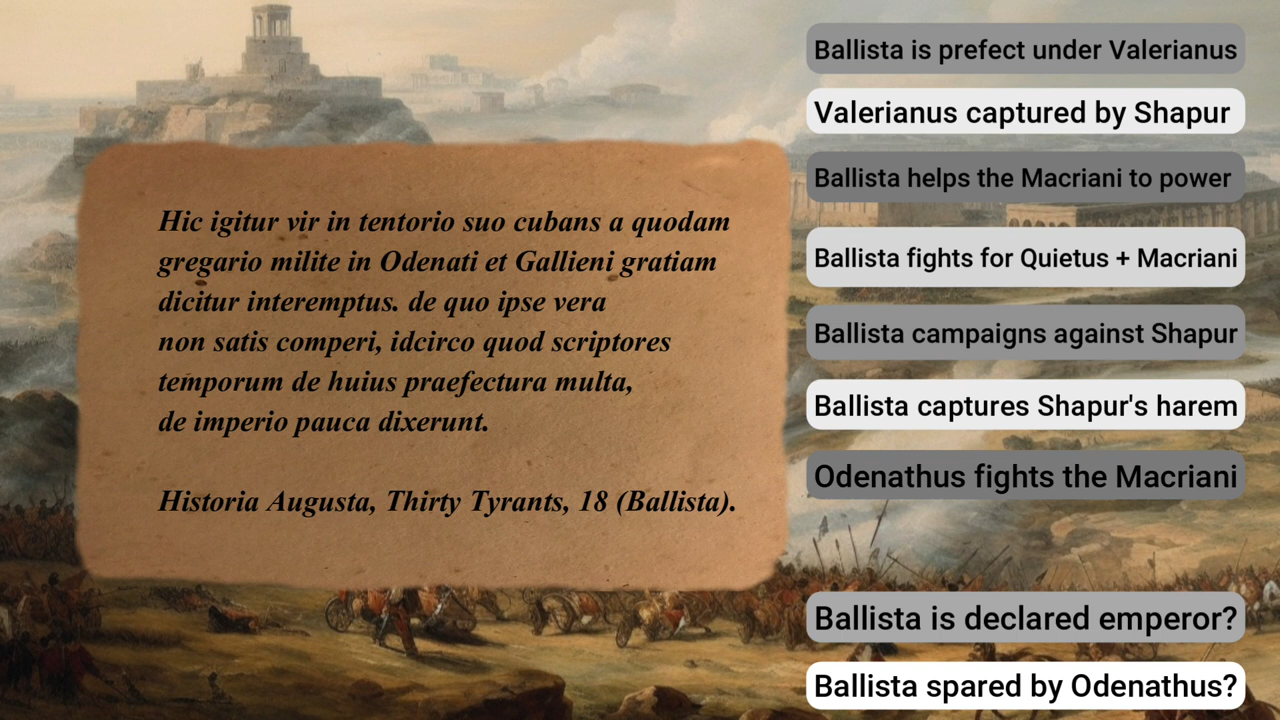 Hic igitur vir in tentorio suo cubans a quodam
gregario milite in Odenati et Gallieni gratiam
dicitur interemptus. de quo ipse vera
non satis comperi, idcirco quod scriptores
temporum de huius praefectura multa,
de imperio pauca dixerunt.
Historia Augusta, Thirty Tyrants, 18 (Ballista).
Ballista is prefect under Valerianus
Valerianus captured by Shapur
Ballista helps the Macriani to power
Ballista fights for Quietus + Macriani
Ballista campaigns against Shapur
Ballista captures Shapur's harem
Odenathus fights the Macriani
Ballista is declared emperor?
Ballista spared by Odenathus?